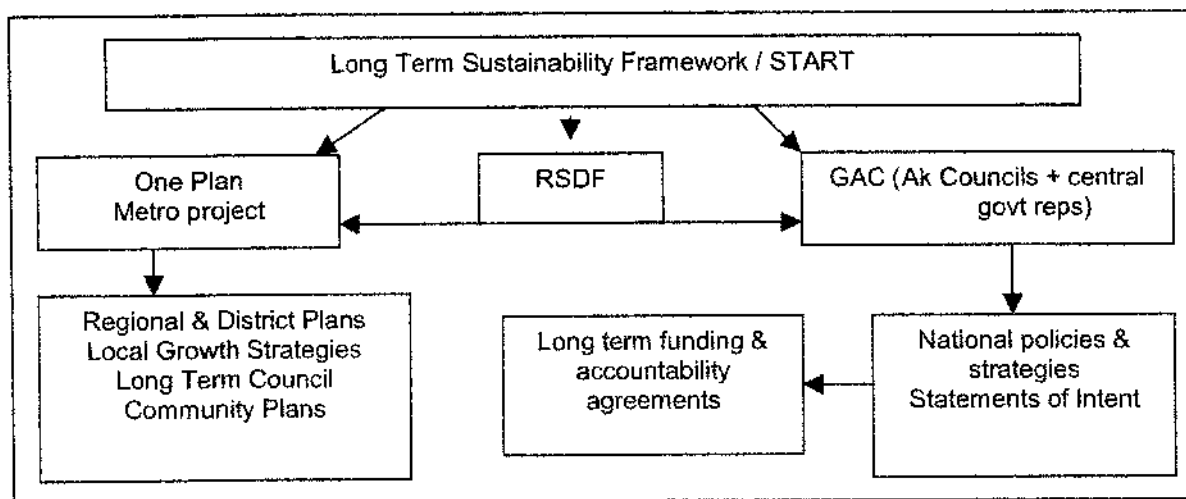 Long Term Sustainability Framework / START
One Plan
Metro project
RSDF
GAC (Ak Councils + central
govt reps)
Regional & District Plans
Local Growth Strategies
Long Term Council
Community Plans
Long term funding &
accountability
agreements
National policies &
strategies
Statements of Intent